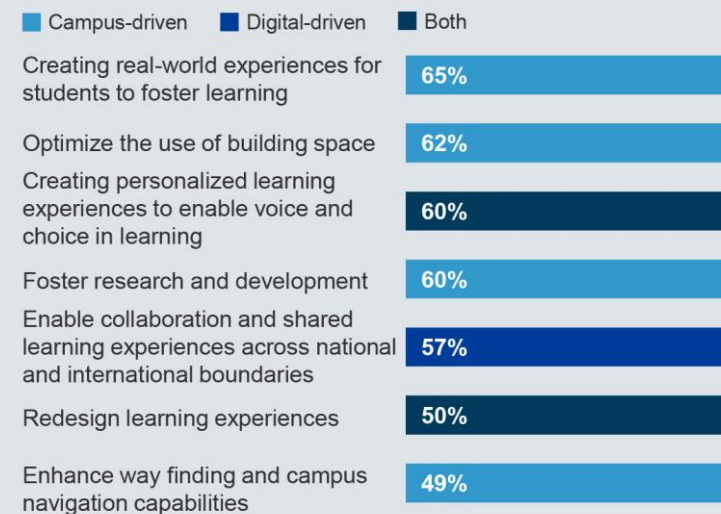 Campus-driven Digital-driven Both
Creating real-world experiences for
students to foster learning
65%
Optimize the use of building space
62%
Creating personalized learning
experiences to enable voice and
choice in learning
60%
Foster research and development
60%
Enable collaboration and shared
learning experiences across national
and international boundaries
57%
Redesign learning experiences
50%
Enhance way finding and campus
navigation capabilities
49%